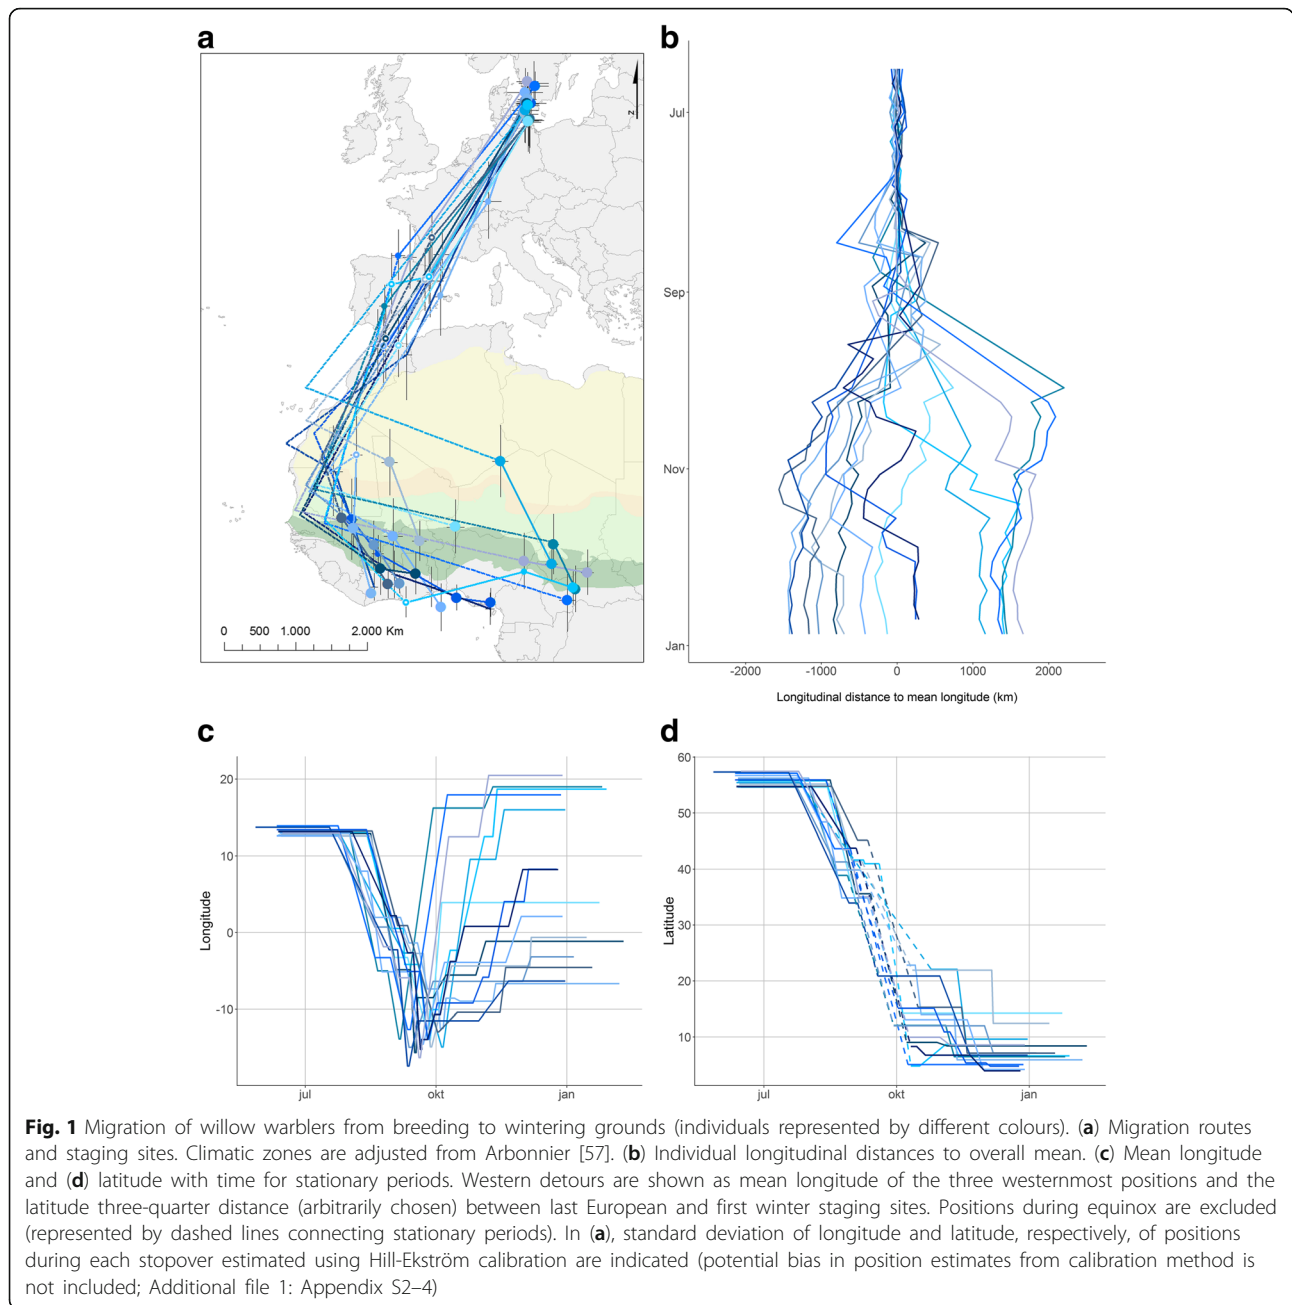 a
b
z
0 500 1.000 2.000 Km
Jul
Sep
Nov
Jan
-2000 -1000 0 1000 2000
Longitudinal distance to mean longitude (km)
c
d
20
10
0
-10
Longitude
jul okt jan
60
50
40
30
20
10
Latitude
jul okt jan
Fig. 1 Migration of willow warblers from breeding to wintering grounds (individuals represented by different colours). (a) Migration routes
and staging sites. Climatic zones are adjusted from Arbonnier [57]. (b) Individual longitudinal distances to overall mean. (c) Mean longitude
and (d) latitude with time for stationary periods. Western detours are shown as mean longitude of the three westernmost positions and the
latitude three-quarter distance (arbitrarily chosen) between last European and first winter staging sites. Positions during equinox are excluded
(represented by dashed lines connecting stationary periods). In (a), standard deviation of longitude and latitude, respectively, of positions
during each stopover estimated using Hill-Ekström calibration are indicated (potential bias in position estimates from calibration method is
not included; Additional file 1: Appendix S2–4)